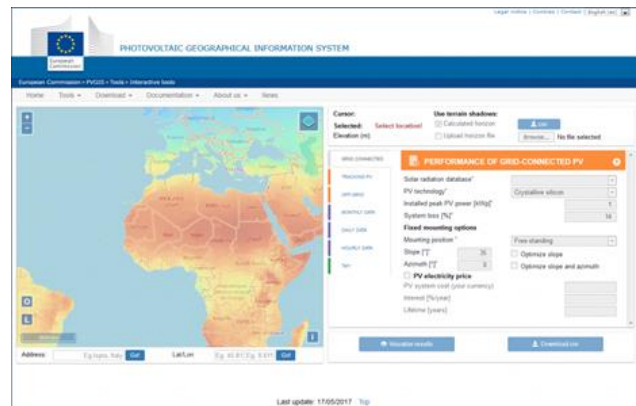 Legal notice | Cookies | Contact | English (en)
European
Commission
PHOTOVOLTAIC GEOGRAPHICAL INFORMATION SYSTEM
European Commission > PVGIS > Tools > Interactive tools
Home Tools Download Documentation About us News
Cursor:
Selected: Select location!
Elevation (m):
Use terrain shadows:
Calculated horizon
Upload horizon file
Browse... No file selected
GRID CONNECTED
TRACKING PV
OFF-GRID
MONTHLY DATA
DAILY DATA
HOURLY DATA
TMY
PERFORMANCE OF GRID-CONNECTED PV
Solar radiation database*
PV technology* Crystalline silicon
Installed peak PV power [kWp]* 1
System loss [%]* 14
Fixed mounting options
Mounting position * Free-standing
Slope [°] 35 Optimize slope
Azimuth [°] 0 Optimize slope and azimuth
PV electricity price
PV system cost (your currency)
Interest [%/year]
Lifetime [years]
Visualize results Download csv
Address: Eg Ispra, Italy Go! Lat/Lon: Go!
Last update: 17/05/2017 Top